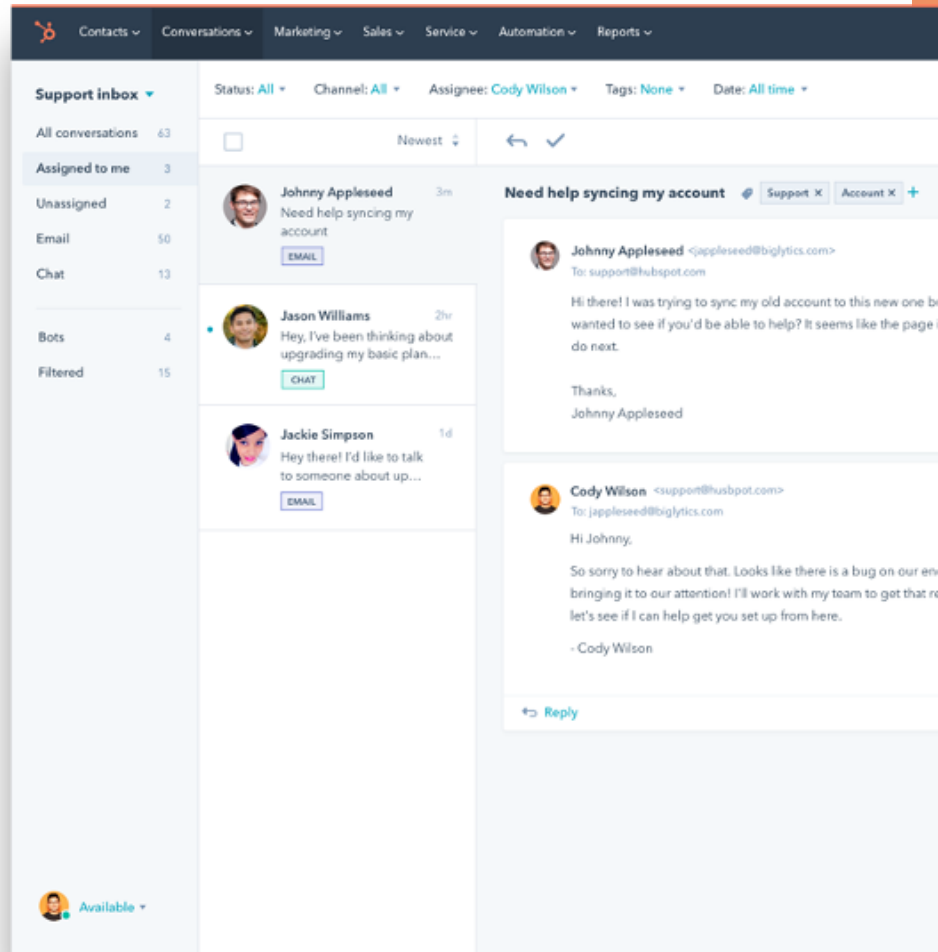 Contacts Conversations Marketing Sales Service Automation Reports
Support inbox
All conversations 63
Assigned to me 3
Unassigned 2
Email 50
Chat 13
Bots 4
Filtered 15
Available
Status: All Channel: All Assignee: Cody Wilson Tags: None Date: All time
Newest
Johnny Appleseed 3m
Need help syncing my
account
EMAIL
Jason Williams 2hr
Hey, I've been thinking about
upgrading my basic plan...
CHAT
Jackie Simpson 1d
Hey there! I'd like to talk
to someone about up...
EMAIL
Need help syncing my account Support X Account X +
Johnny Appleseed <jappleseed@biglytics.com>
To: support@hubspot.com
Hi there! I was trying to sync my old account to this new one
wanted to see if you'd be able to help? It seems like the page
do next.
Thanks,
Johnny Appleseed
Cody Wilson <support@husbpot.com>
To: jappleseed@biglytics.com
Hi Johnny,
So sorry to hear about that. Looks like there is a bug on our
bringing it to our attention! I'll work with my team to get that
let's see if I can help get you set up from here.
- Cody Wilson
Reply